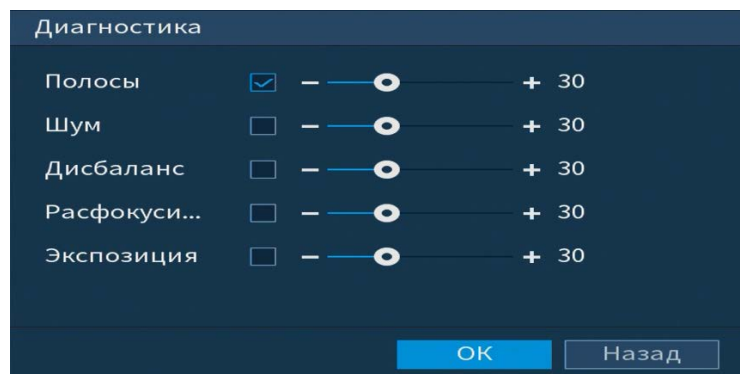 Диагностика
Полосы − + 30
Шум − + 30
Дисбаланс − + 30
Расфокуси... − + 30
Экспозиция − + 30
OK Назад